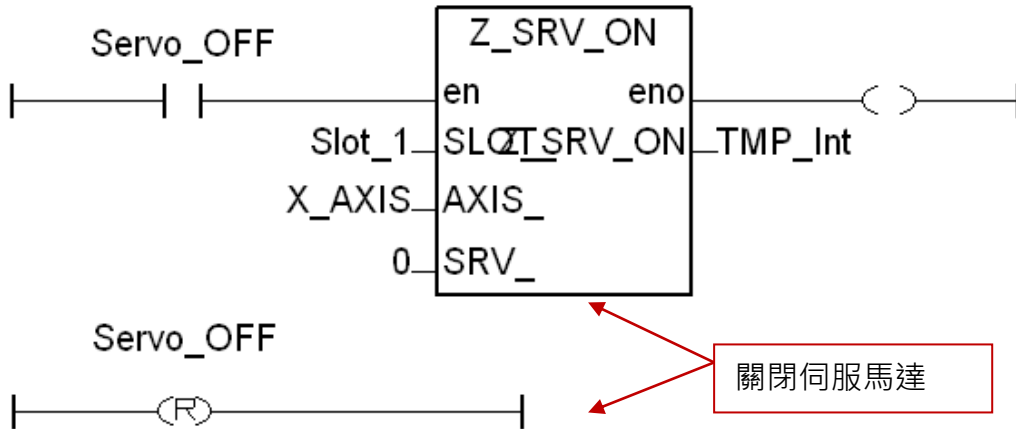 Servo_OFF
Z_SRV_ON
en eno
Slot_1 SLOT_ Z_SRV_ON TMP_Int
X_AXIS AXIS_
0 SRV_
Servo_OFF
R
關閉伺服馬達